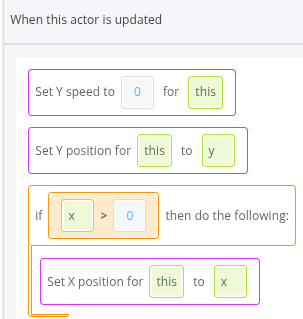 When this actor is updated
Set Y speed to 0 for this
Set Y position for this to y
if x > 0 then do the following:
Set X position for this to x